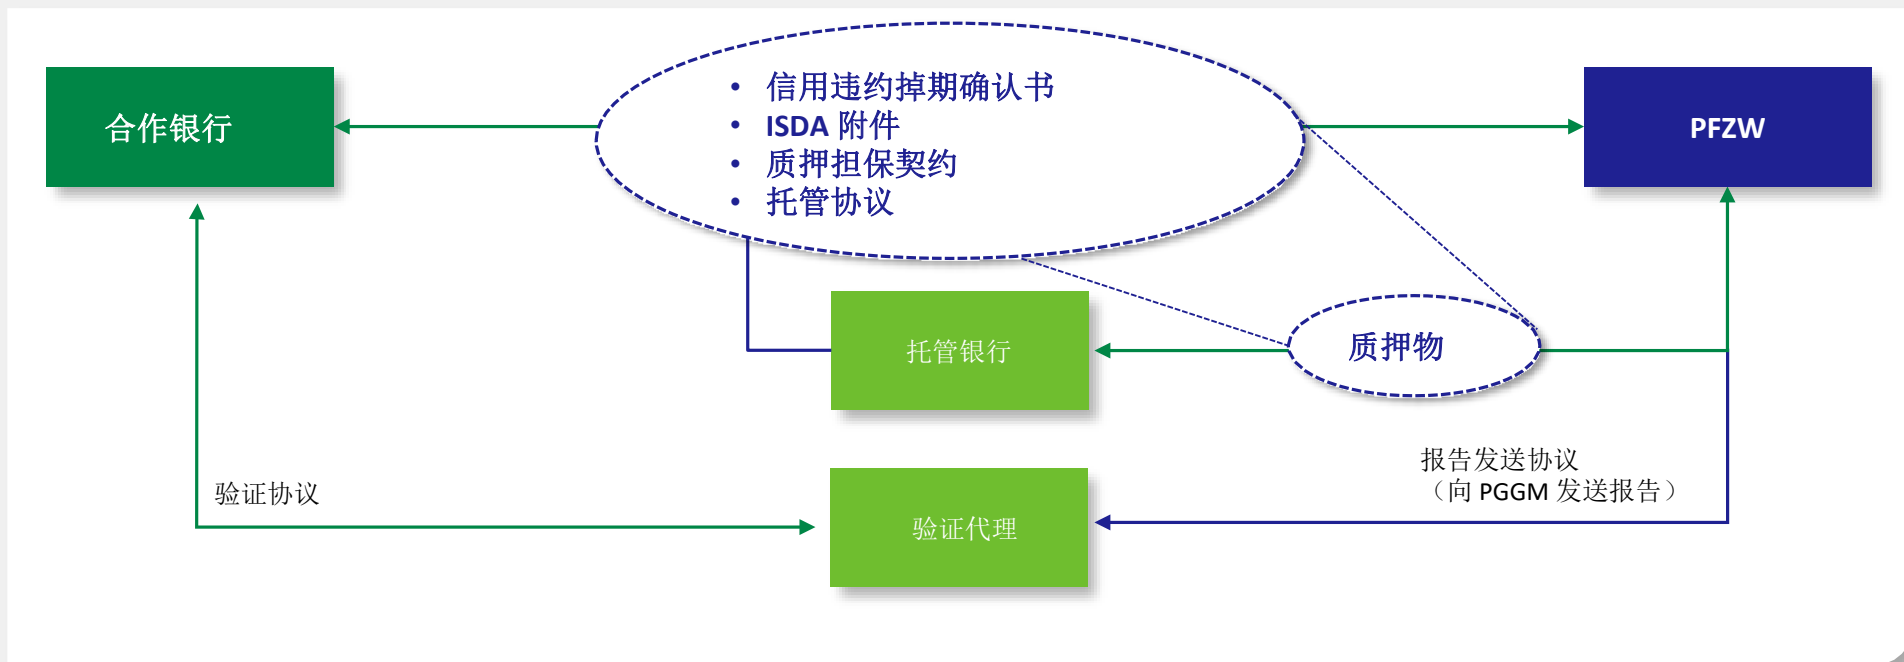 合作银行
• 信用违约掉期确认书
• ISDA 附件
• 质押担保契约
• 托管协议
PFZW
托管银行
质押物
验证协议
报告发送协议
（向 PGGM 发送报告）
验证代理